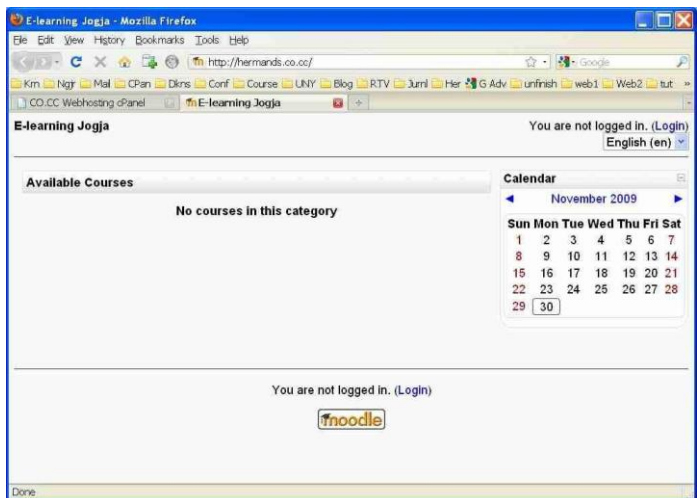 E-learning Jogja - Mozilla Firefox
File Edit View History Bookmarks Tools Help
http://hermands.co.cc/ Google
Krn Ngr Mail CPan Dkns Conf Course UNY Blog RTV Jurnl Her G Adv unfinish web1 Web2 tut »
CO.CC Webhosting cPanel E-learning Jogja
E-learning Jogja You are not logged in. (Login)
English (en)
Available Courses Calendar
No courses in this category
November 2009
Sun Mon Tue Wed Thu Fri Sat
1 2 3 4 5 6 7
8 9 10 11 12 13 14
15 16 17 18 19 20 21
22 23 24 25 26 27 28
29 30
You are not logged in. (Login)
moodle
Done